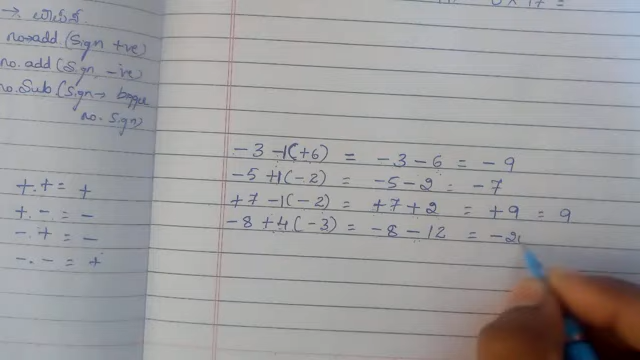 no→add (Sign +ve)
no. add (Sign -ve)
no. Sub (Sign→
no. Sign)
+.+ = +
+.- = -
-.+ = -
-.- = +
-3 -1(+6) = -3-6 = -9
-5 +1(-2) = -5-2 = -7
+7 -1(-2) = +7+2 = +9 = 9
-8 +4(-3) = -8-12 = -2